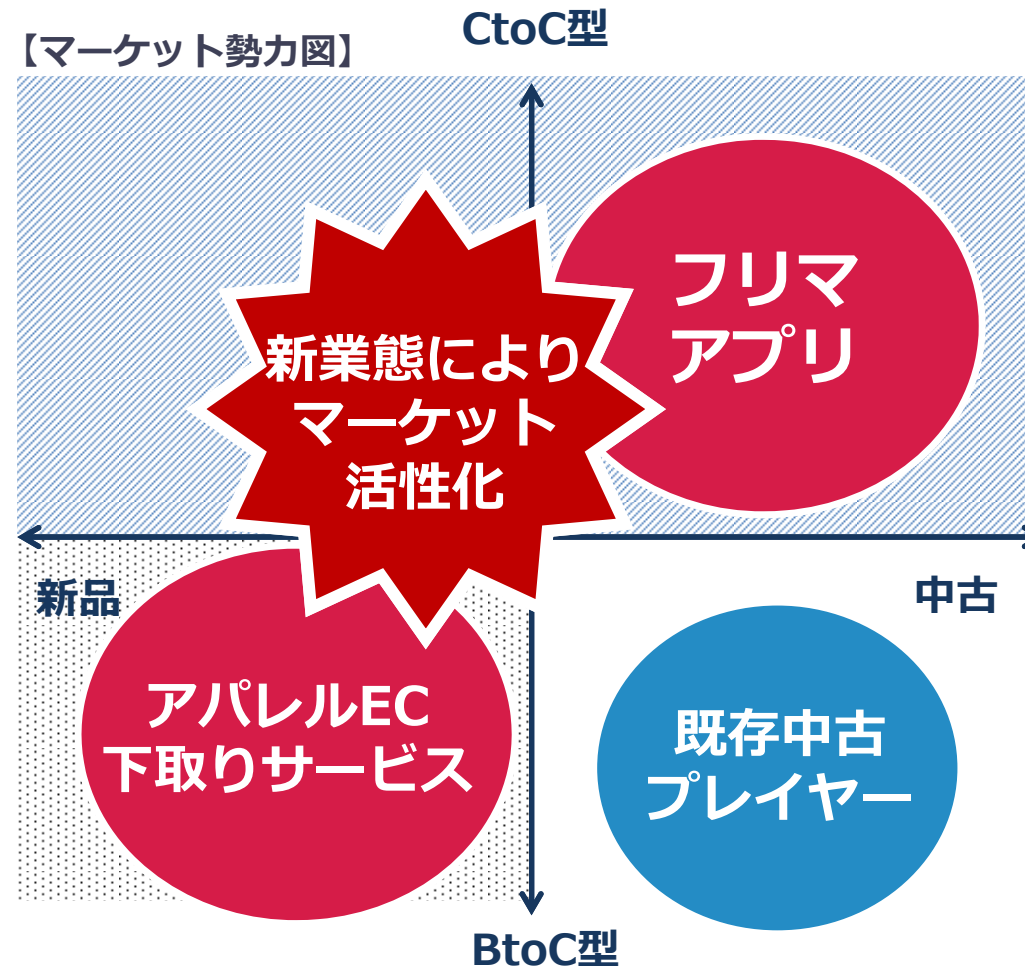 CtoC型
【マーケット勢力図】
フリマ
アプリ
新業態により
マーケット
活性化
新品
中古
アパレルEC
下取りサービス
既存中古
プレイヤー
BtoC型